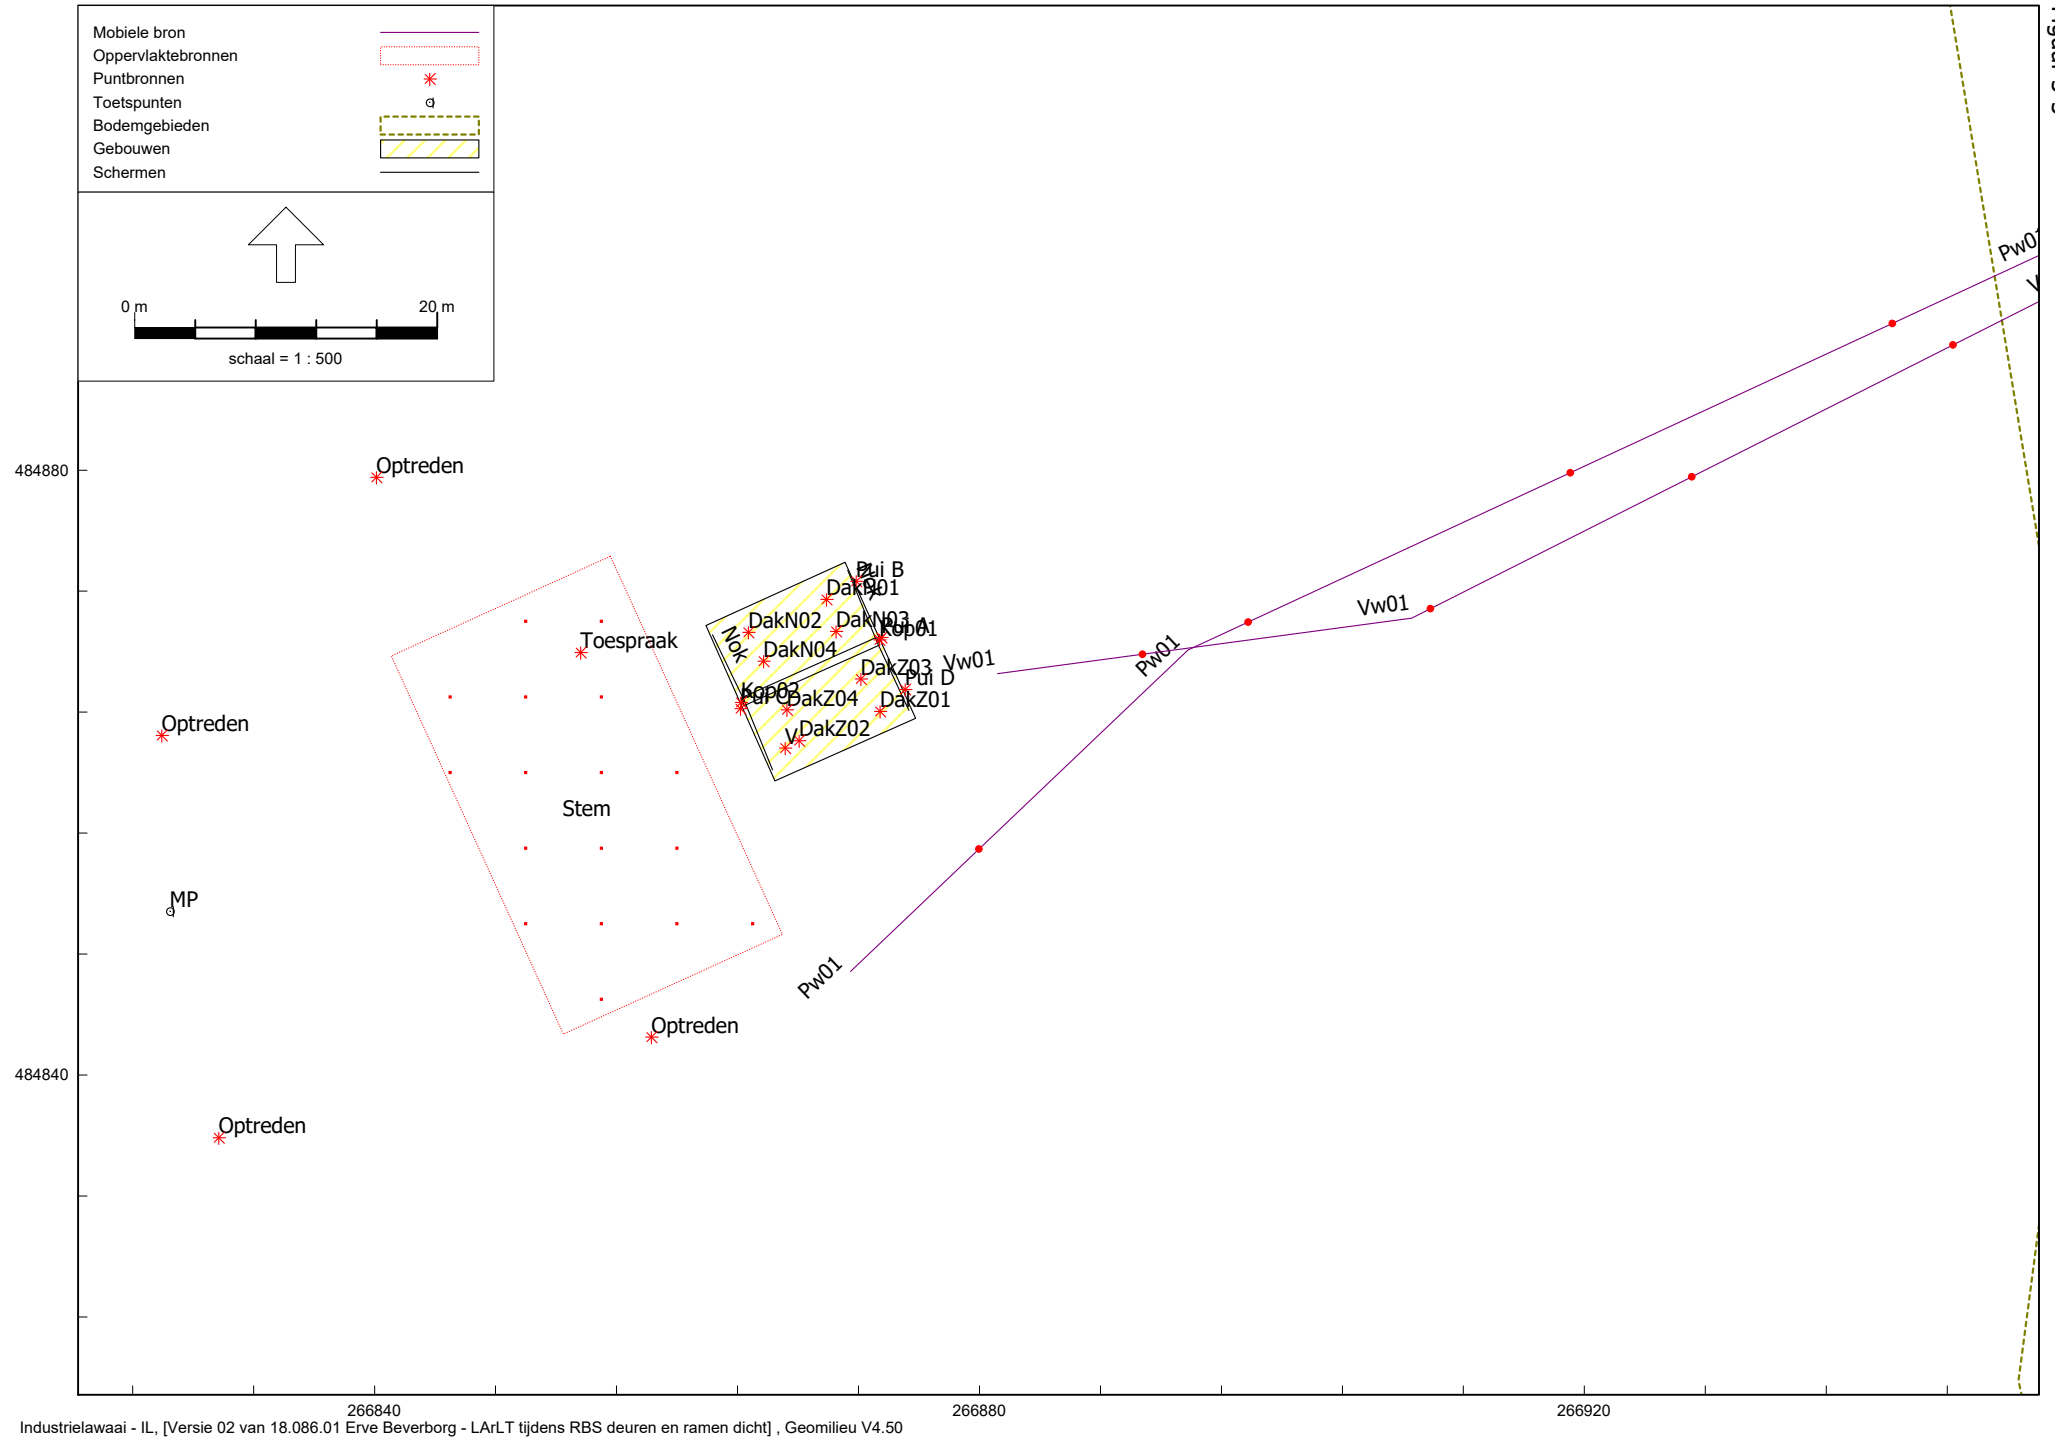 Mobiele bron
Oppervlaktebronnen
Puntbronnen
Toetspunten
Bodemgebieden
Gebouwen
Schermen
0 m 20 m
schaal = 1 : 500
Pw01
484880
Optreden
Pui B
DakN01
DakN02 DakN03 Pui A
Kop01
Vw01
Toespraak
Nok
DakN04
Pw01
Vw01
DakZ03
Pui D
Kop02
Pui C
DakZ04
DakZ01
Optreden
V
DakZ02
Stem
MP
Pw01
Optreden
484840
Optreden
266840 266880 266920
Industrielawaai - IL, [Versie 02 van 18.086.01 Erve Beverborg - LArLT tijdens RBS deuren en ramen dicht] , Geomilieu V4.50